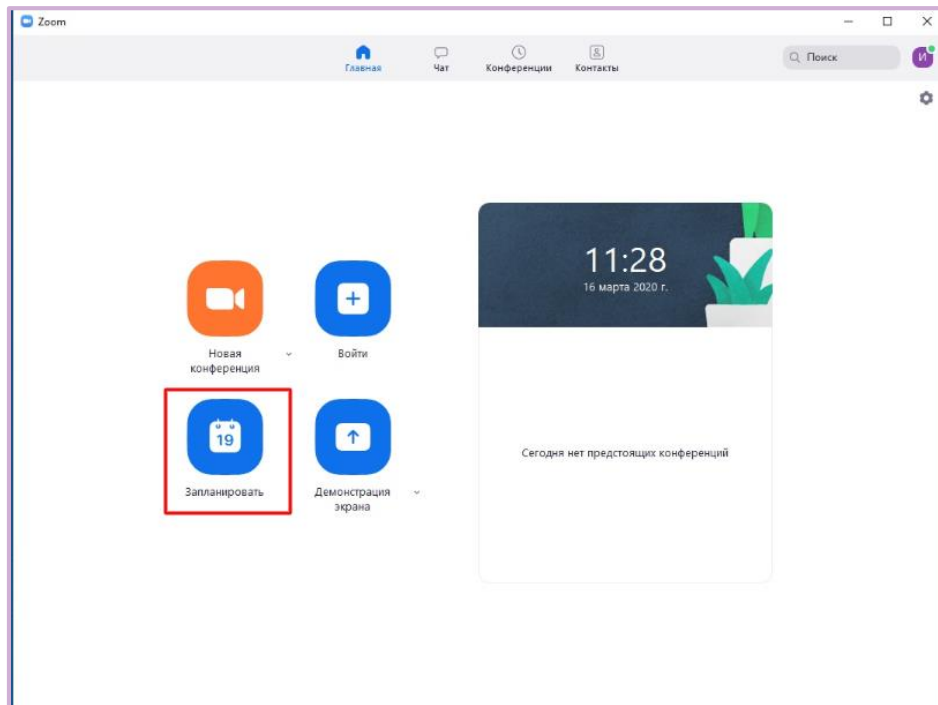 Zoom
Главная
Чат
Конференции
Контакты
Поиск
И
11:28
16 марта 2020 г.
Новая
конференция
Войти
19
Запланировать
Демонстрация
экрана
Сегодня нет предстоящих конференций